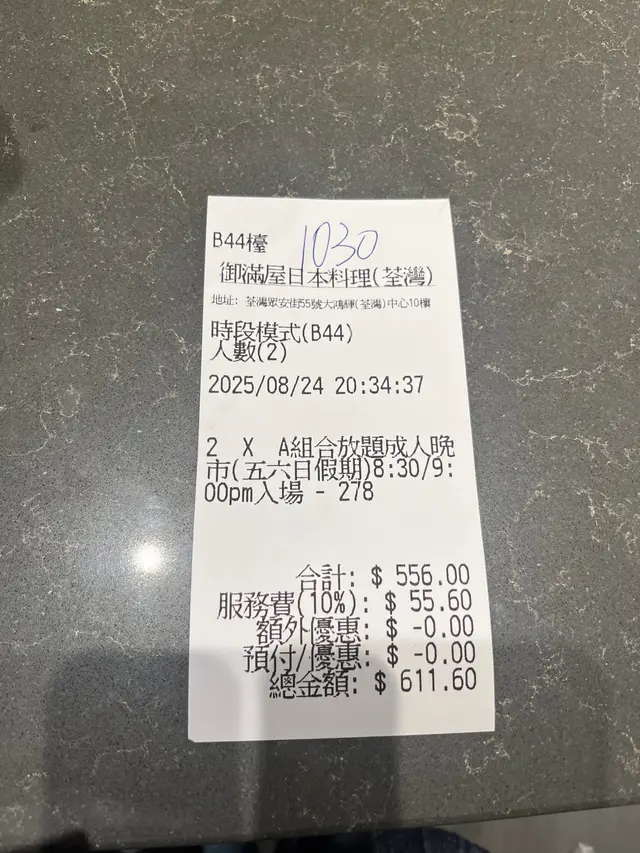 B44檯 1030
御滿屋日本料理(荃灣)
地址: 荃灣眾安街55號大鴻輝(荃灣)中心10樓
時段模式(B44)
人數(2)
2025/08/24 20:34:37
2 X A組合放題成人晚
市(五六日假期)8:30/9:
00pm入場 - 278
合計: $ 556.00
服務費(10%): $ 55.60
額外優惠: $ -0.00
預付/優惠: $ -0.00
總金額: $ 611.60